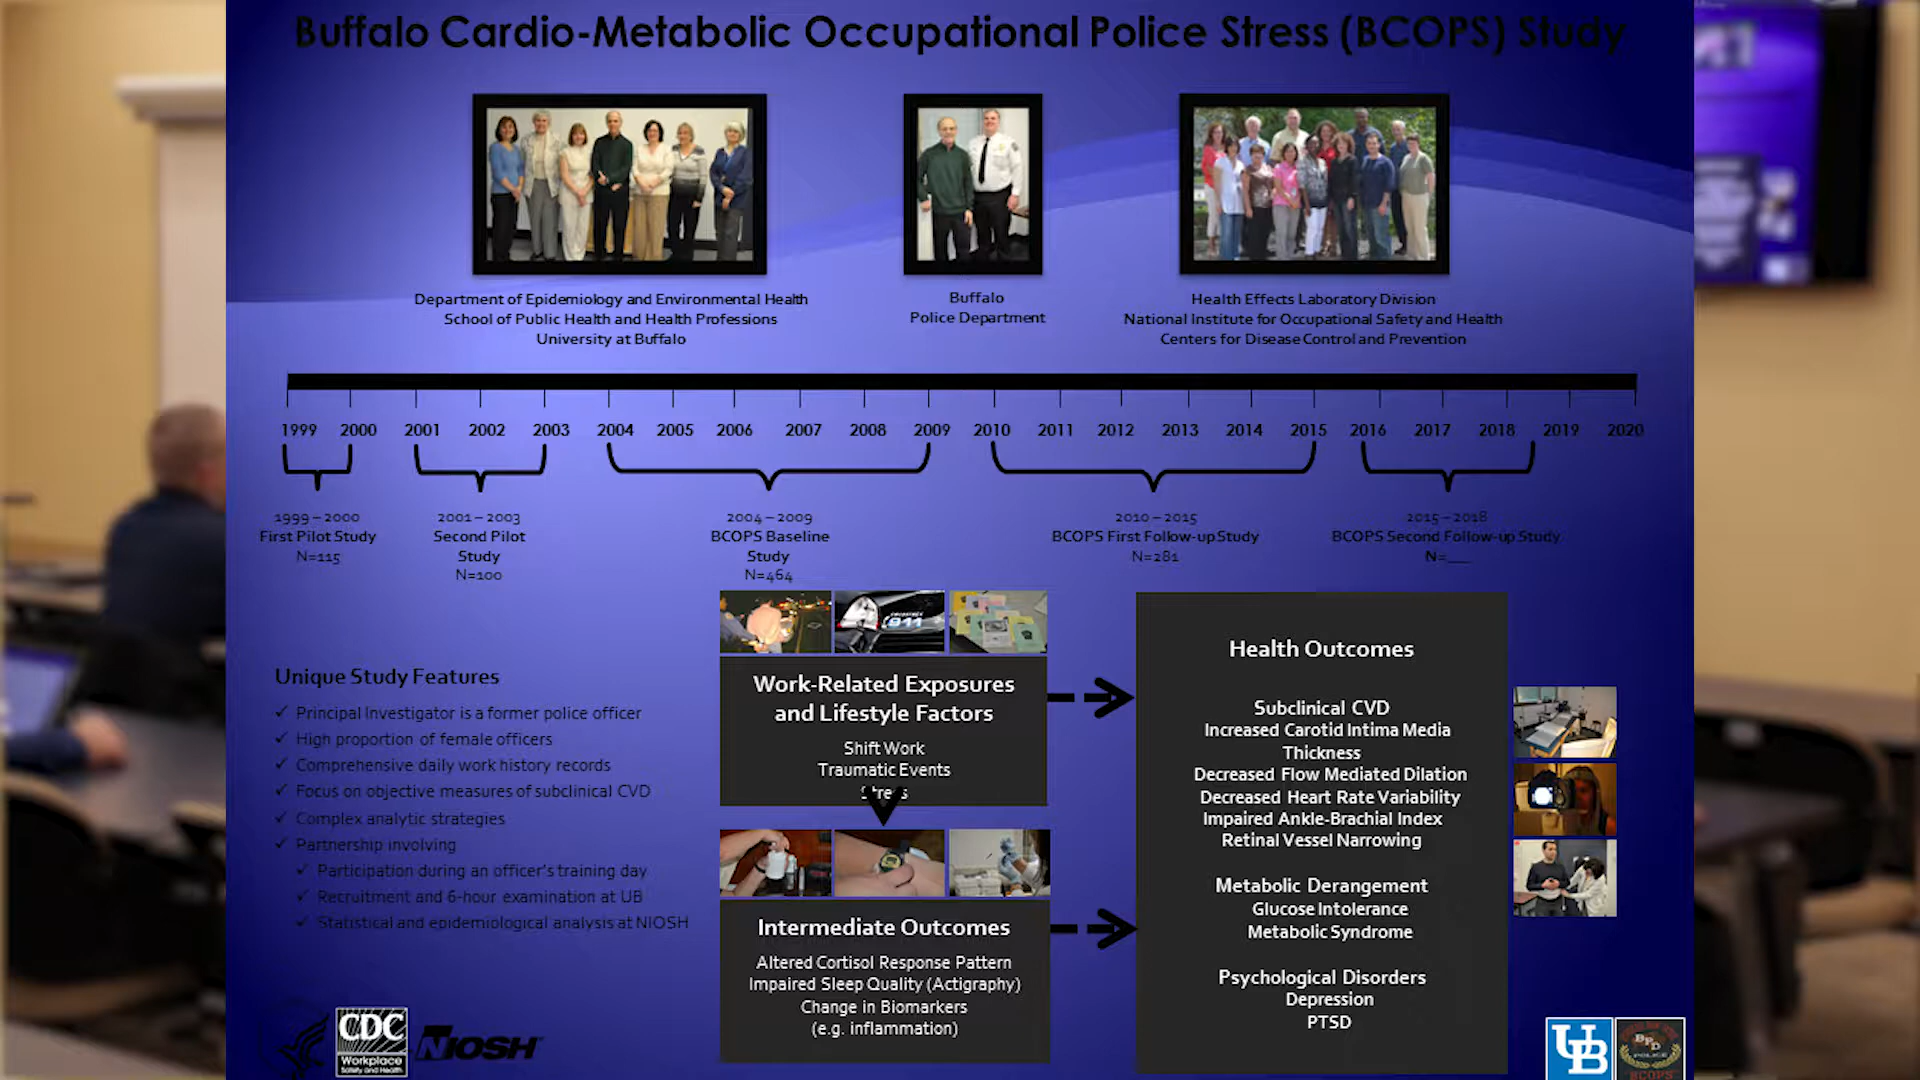 Buffalo Cardio-Metabolic Occupational Police Stress (BCOPS) Study
Department of Epidemiology and Environmental Health
School of Public Health and Health Professions
University at Buffalo
Buffalo
Police Department
Health Effects Laboratory Division
National Institute for Occupational Safety and Health
Centers for Disease Control and Prevention
1999 2000 2001 2002 2003 2004 2005 2006 2007 2008 2009 2010 2011 2012 2013 2014 2015 2016 2017 2018 2019 2020
1999 – 2000
First Pilot Study
N=115
2001 – 2003
Second Pilot
Study
N=100
2004 – 2009
BCOPS Baseline
Study
N=464
2010 – 2015
BCOPS First Follow-up Study
N=281
2015 – 2018
BCOPS Second Follow-up Study
N=___
Unique Study Features
✓ Principal Investigator is a former police officer
✓ High proportion of female officers
✓ Comprehensive daily work history records
✓ Focus on objective measures of subclinical CVD
✓ Complex analytic strategies
✓ Partnership involving
✓ Participation during an officer's training day
✓ Recruitment and 6-hour examination at UB
✓ Statistical and epidemiological analysis at NIOSH
911
Work-Related Exposures
and Lifestyle Factors
Shift Work
Traumatic Events
Stress
Intermediate Outcomes
Altered Cortisol Response Pattern
Impaired Sleep Quality (Actigraphy)
Change in Biomarkers
(e.g. inflammation)
Health Outcomes
Subclinical CVD
Increased Carotid Intima Media
Thickness
Decreased Flow Mediated Dilation
Decreased Heart Rate Variability
Impaired Ankle-Brachial Index
Retinal Vessel Narrowing
Metabolic Derangement
Glucose Intolerance
Metabolic Syndrome
Psychological Disorders
Depression
PTSD
CDC
Workplace
Safety and Health
NIOSH
UB
BPD
POLICE
BCOPS